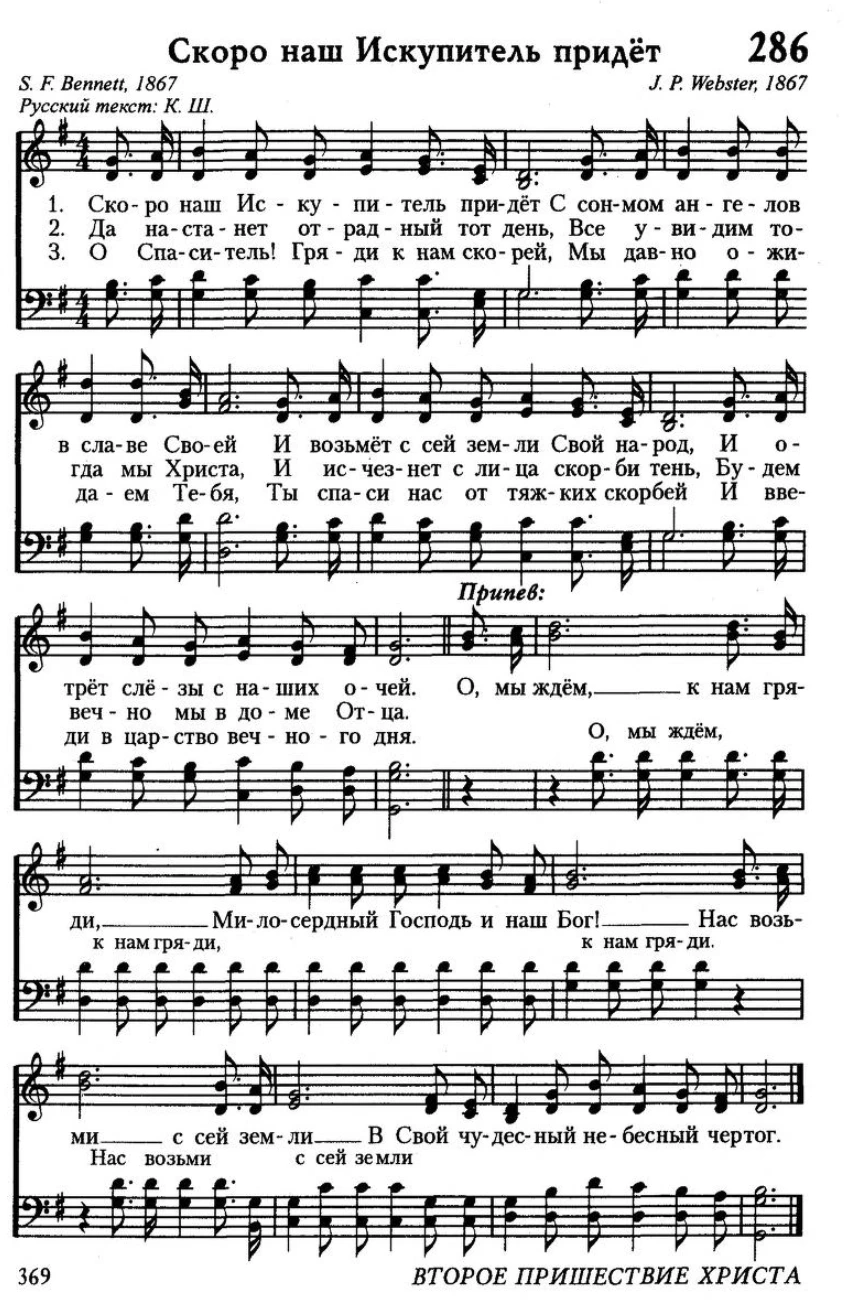 Скоро наш Искупитель придёт 286
S. F. Bennett, 1867 J. P. Webster, 1867
Русский текст: К. Ш.
1. Ско-ро наш Ис - ку - пи - тель при-дёт С сон-мом ан - ге - лов
2. Да на-ста-нет от-рад-ный тот день, Все у-ви-дим то-
3. О Спа-си-тель! Гря-ди к нам ско-рей, Мы дав-но о-жи-
в сла-ве Сво-ей И возьмёт с сей зем-ли Свой на-род, И о-
гда мы Христа, И ис-чез-нет с ли-ца скор-би тень, Бу-дем
да-ем Те-бя, Ты спа-си нас от тяж-ких скорбей И вве-
Припев:
трёт слё-зы с на-ших о-чей. О, мы ждём, к нам гря-
веч-но мы в до-ме От-ца.
ди в цар-ство веч-но-го дня. О, мы ждём,
ди, Ми-ло-сердный Господь и наш Бог! Нас возь-
к нам гря-ди, к нам гря-ди.
ми с сей зем-ли В Свой чу-дес-ный не-бесный чертог.
Нас возьми с сей земли
369 ВТОРОЕ ПРИШЕСТВИЕ ХРИСТА